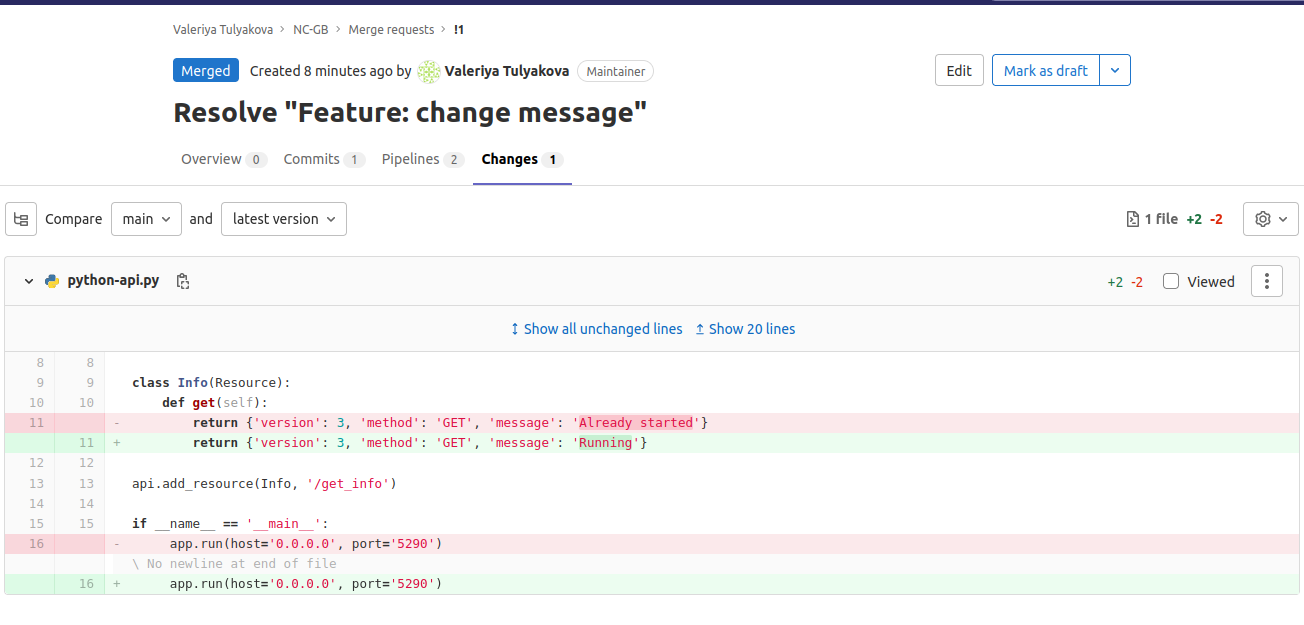 Valeriya Tulyakova › NC-GB › Merge requests › !1
Merged Created 8 minutes ago by Valeriya Tulyakova Maintainer
Edit Mark as draft
Resolve "Feature: change message"
Overview 0 Commits 1 Pipelines 2 Changes 1
Compare main and latest version 1 file +2 -2
python-api.py +2 -2 Viewed
Show all unchanged lines Show 20 lines
8 8
9 9 class Info(Resource):
10 10 def get(self):
11 - return {'version': 3, 'method': 'GET', 'message': 'Already started'}
11 + return {'version': 3, 'method': 'GET', 'message': 'Running'}
12 12
13 13 api.add_resource(Info, '/get_info')
14 14
15 15 if __name__ == '__main__':
16 - app.run(host='0.0.0.0', port='5290')
\ No newline at end of file
16 + app.run(host='0.0.0.0', port='5290')